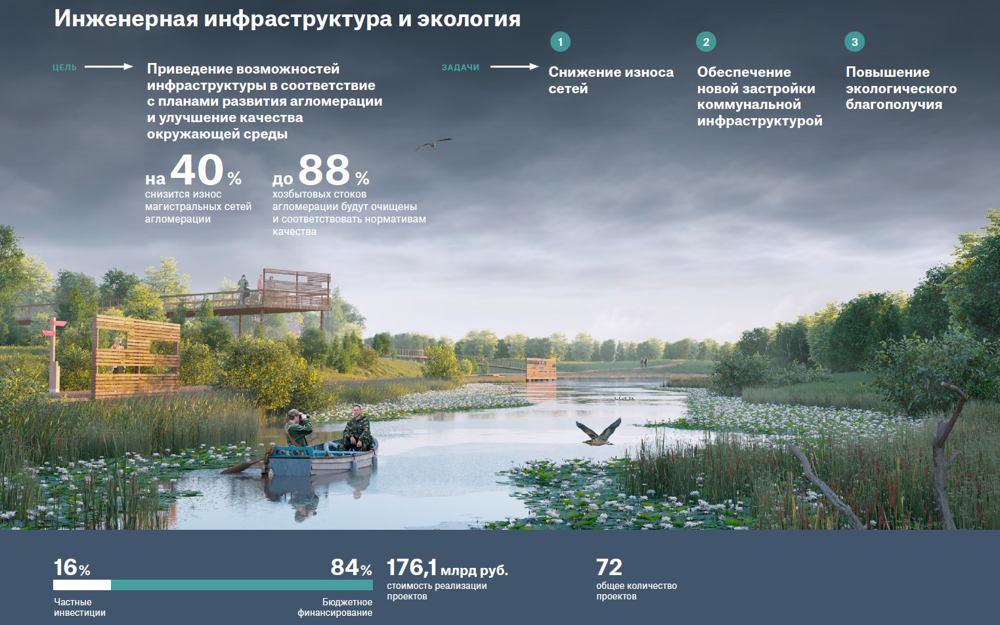 Инженерная инфраструктура и экология
ЦЕЛЬ
Приведение возможностей
инфраструктуры в соответствие
с планами развития агломерации
и улучшение качества
окружающей среды
на 40 %
снизится износ
магистральных сетей
агломерации
до 88 %
хозбытовых стоков
агломерации будут очищены
и соответствовать нормативам
качества
ЗАДАЧИ
1
Снижение износа
сетей
2
Обеспечение
новой застройки
коммунальной
инфраструктурой
3
Повышение
экологического
благополучия
16%
Частные
инвестиции
84%
Бюджетное
финансирование
176,1 млрд руб.
стоимость реализации
проектов
72
общее количество
проектов